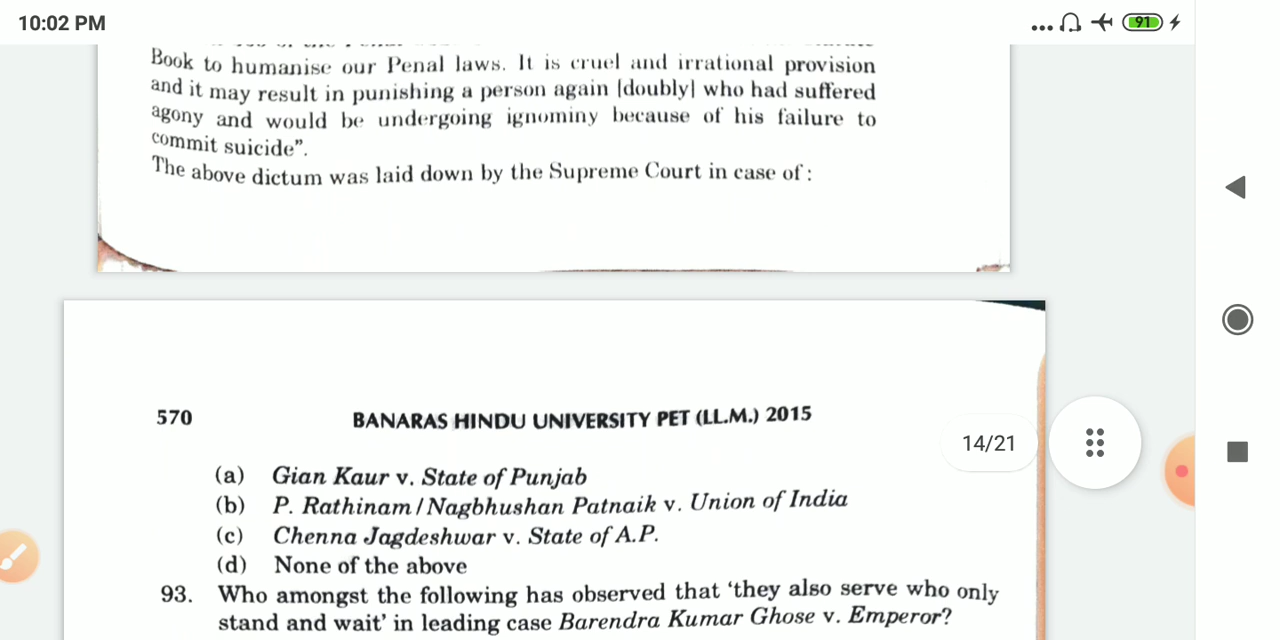 10:02 PM
91
Book to humanise our Penal laws. It is cruel and irrational provision
and it may result in punishing a person again [doubly] who had suffered
agony and would be undergoing ignominy because of his failure to
commit suicide”.
The above dictum was laid down by the Supreme Court in case of :
570 BANARAS HINDU UNIVERSITY PET (LL.M.) 2015
14/21
(a) Gian Kaur v. State of Punjab
(b) P. Rathinam/Nagbhushan Patnaik v. Union of India
(c) Chenna Jagdeshwar v. State of A.P.
(d) None of the above
93. Who amongst the following has observed that ‘they also serve who only
stand and wait’ in leading case Barendra Kumar Ghose v. Emperor?